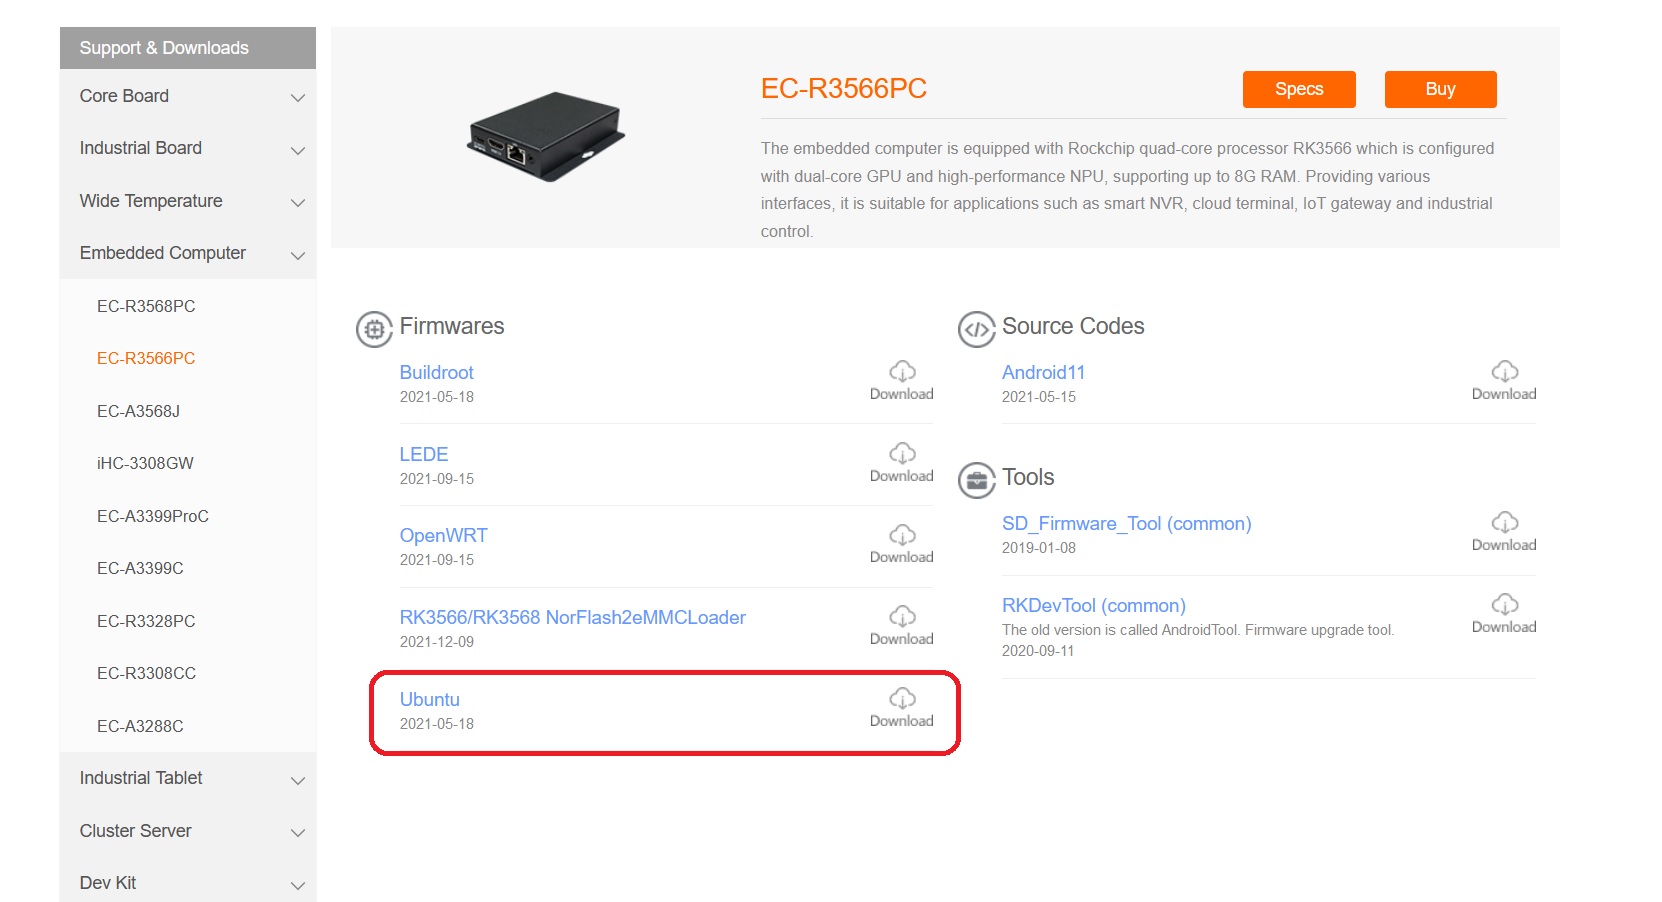 Support & Downloads
Core Board
Industrial Board
Wide Temperature
Embedded Computer
EC-R3568PC
EC-R3566PC
EC-A3568J
iHC-3308GW
EC-A3399ProC
EC-A3399C
EC-R3328PC
EC-R3308CC
EC-A3288C
Industrial Tablet
Cluster Server
Dev Kit
EC-R3566PC
Specs
Buy
The embedded computer is equipped with Rockchip quad-core processor RK3566 which is configured
with dual-core GPU and high-performance NPU, supporting up to 8G RAM. Providing various
interfaces, it is suitable for applications such as smart NVR, cloud terminal, IoT gateway and industrial
control.
Firmwares
Buildroot
2021-05-18
Download
LEDE
2021-09-15
Download
OpenWRT
2021-09-15
Download
RK3566/RK3568 NorFlash2eMMCLoader
2021-12-09
Download
Ubuntu
2021-05-18
Download
Source Codes
Android11
2021-05-15
Download
Tools
SD_Firmware_Tool (common)
2019-01-08
Download
RKDevTool (common)
The old version is called AndroidTool. Firmware upgrade tool.
2020-09-11
Download